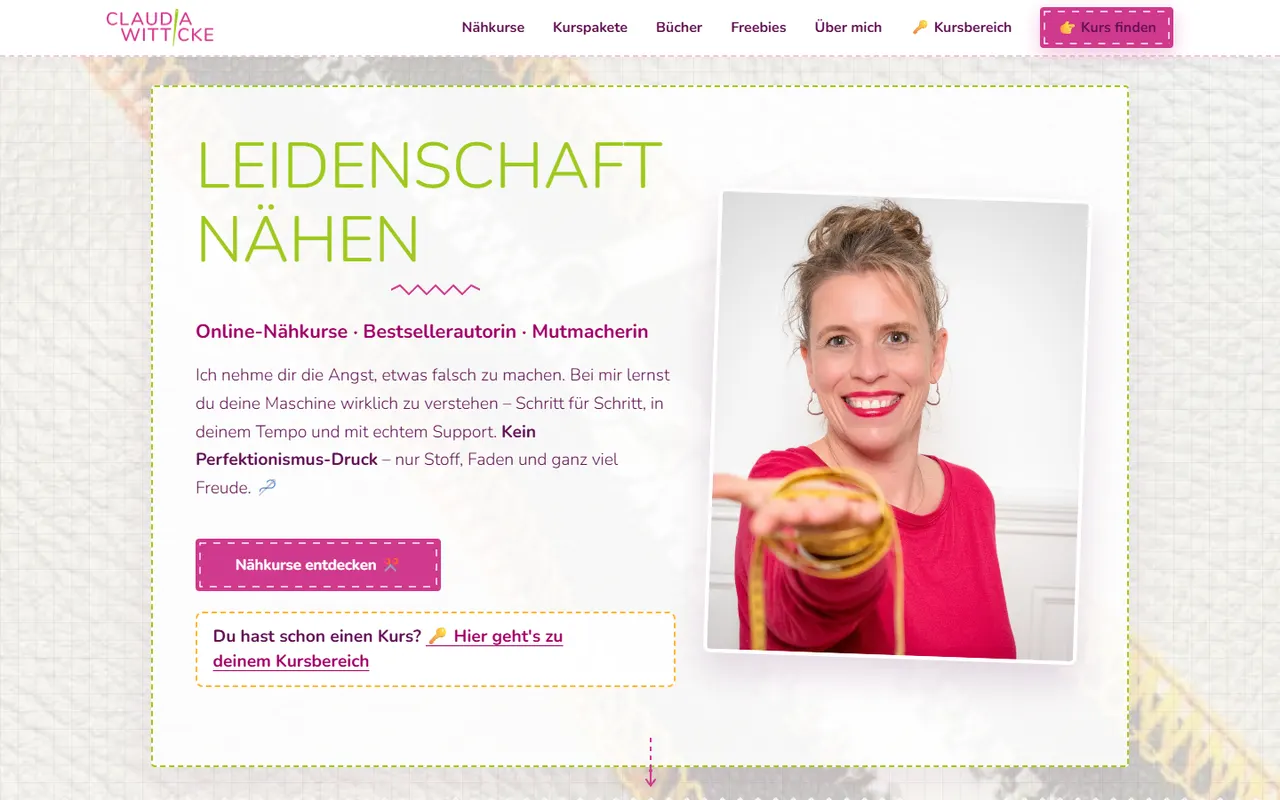 CLAUDIA
WITTICKE
Nähkurse
Kurspakete
Bücher
Freebies
Über mich
🔑 Kursbereich
👉 Kurs finden
LEIDENSCHAFT
NÄHEN
Online-Nähkurse · Bestsellerautorin · Mutmacherin
Ich nehme dir die Angst, etwas falsch zu machen. Bei mir lernst
du deine Maschine wirklich zu verstehen – Schritt für Schritt, in
deinem Tempo und mit echtem Support. Kein
Perfektionismus-Druck – nur Stoff, Faden und ganz viel
Freude. 🪡
Nähkurse entdecken ✂️
Du hast schon einen Kurs? 🔑 Hier geht's zu
deinem Kursbereich